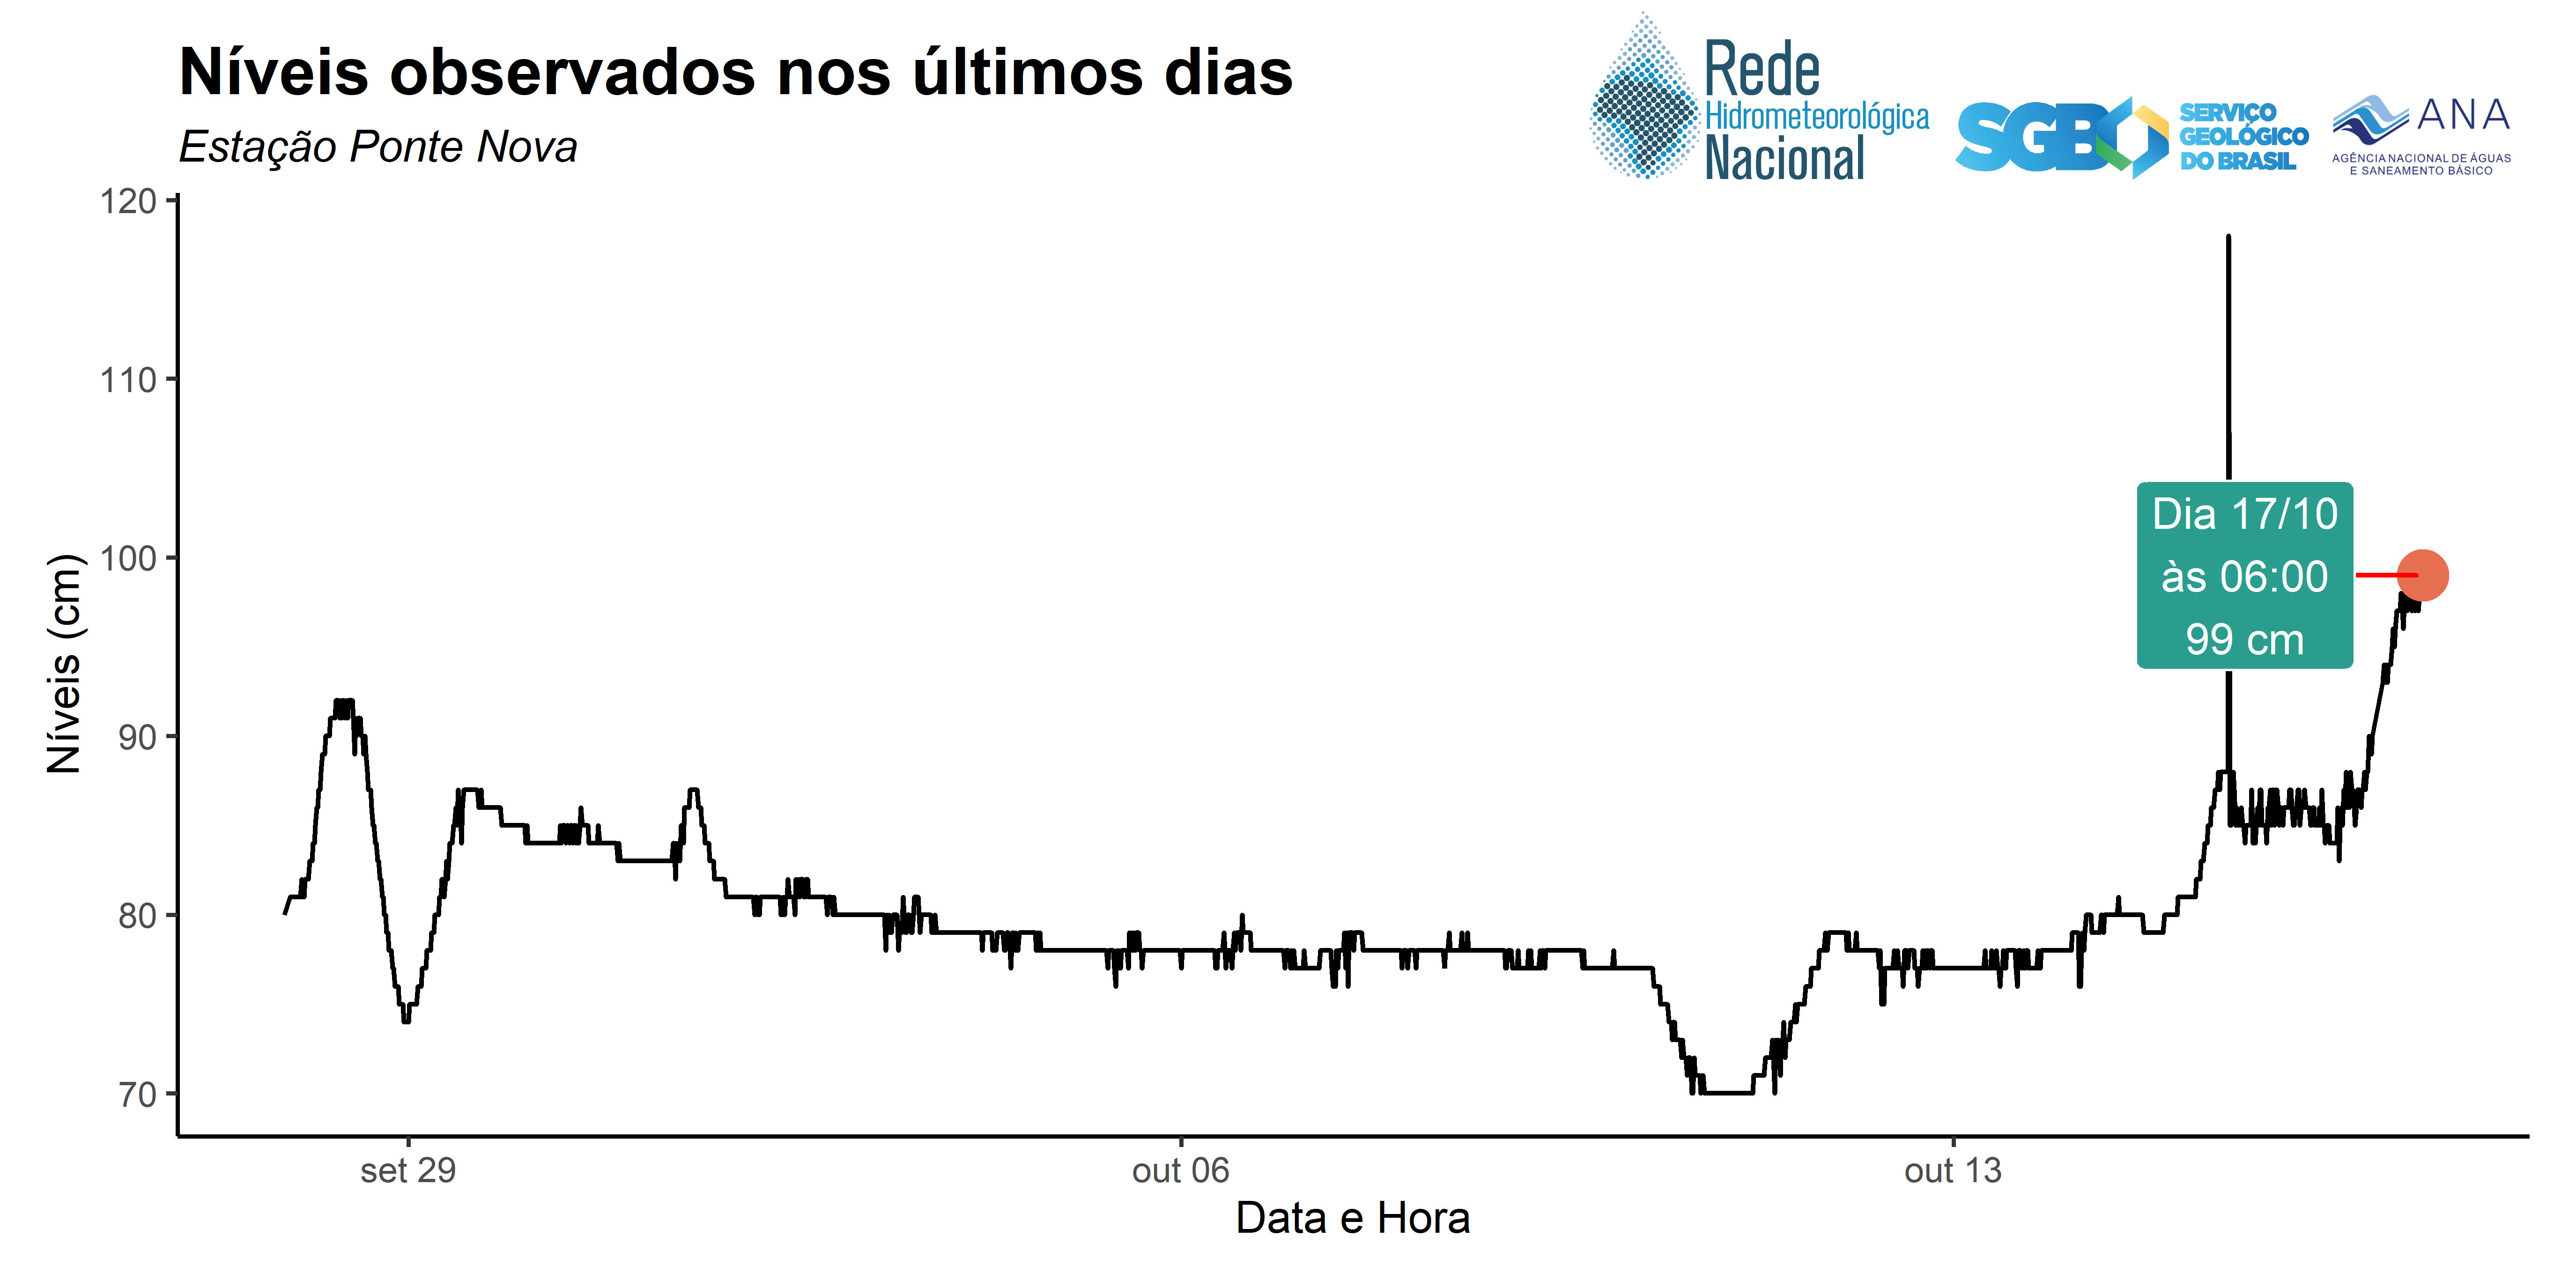 Níveis observados nos últimos dias
Estação Ponte Nova
Rede
Hidrometeorológica
Nacional
SGB
SERVIÇO
GEOLÓGICO
DO BRASIL
ANA
AGÊNCIA NACIONAL DE ÁGUAS
E SANEAMENTO BÁSICO
120
110
100
90
80
70
Níveis (cm)
Dia 17/10
às 06:00
99 cm
set 29
out 06
out 13
Data e Hora